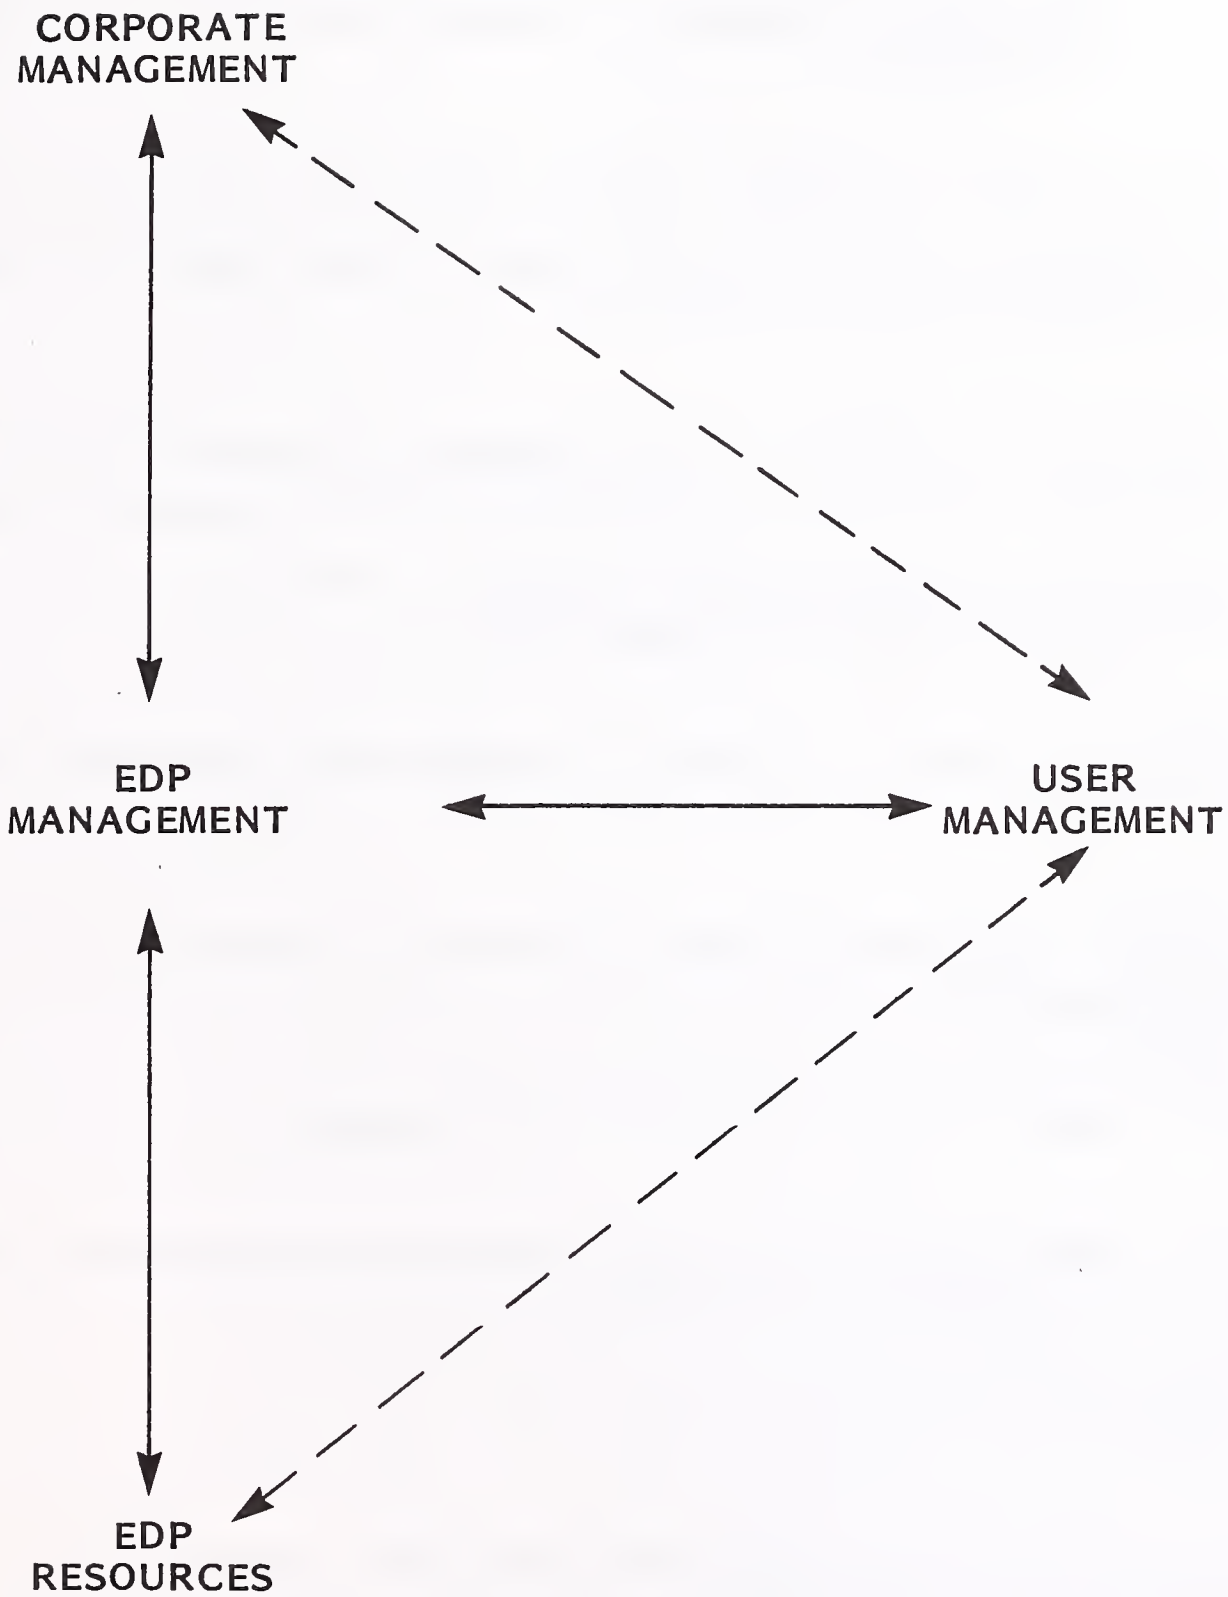 CORPORATE
MANAGEMENT
EDP
MANAGEMENT
USER
MANAGEMENT
EDP
RESOURCES